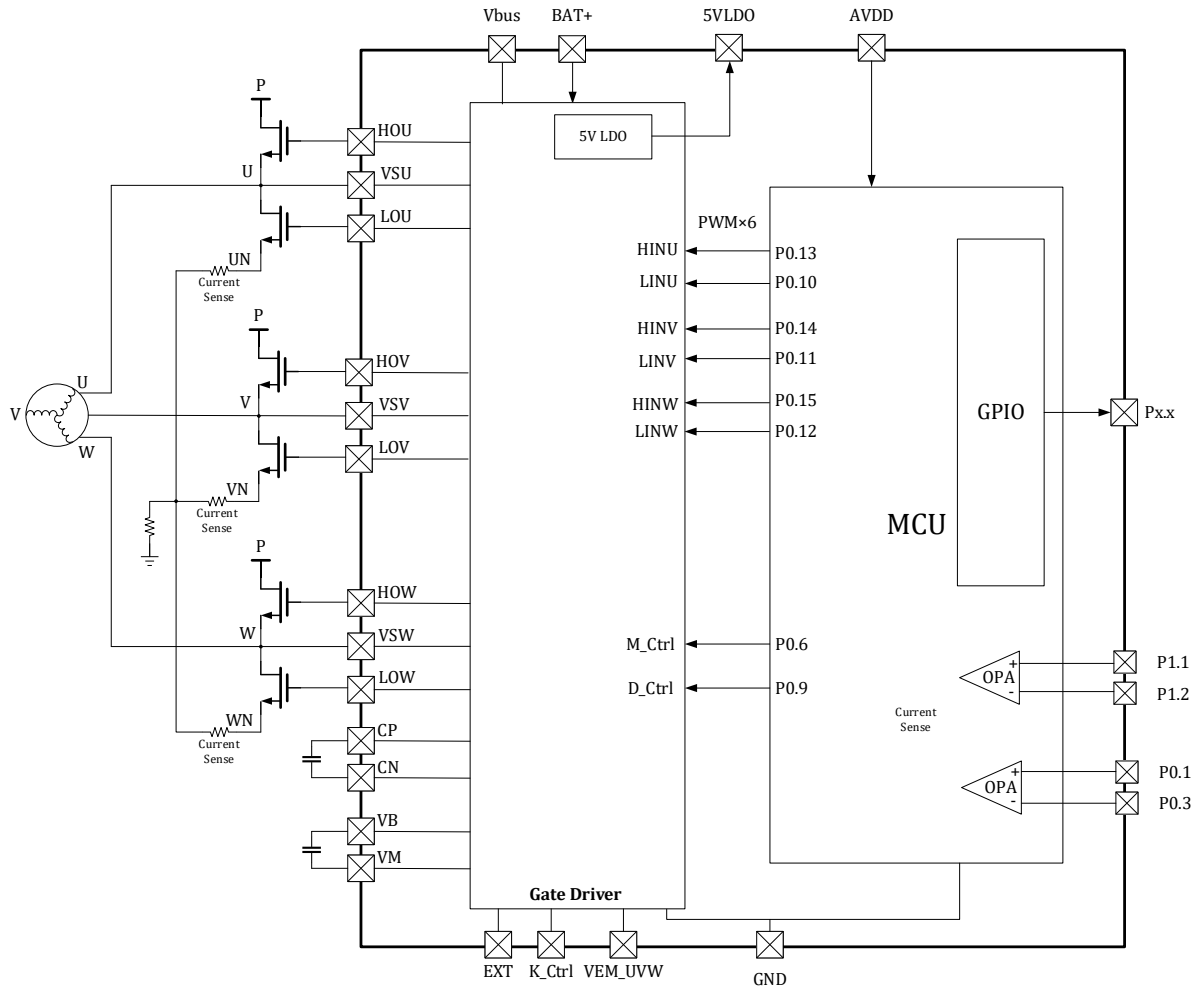 Vbus
BAT+
5VLDO
AVDD
P
HOU
5V LDO
U
VSU
LOU
PWM×6
UN
Current
Sense
HINU
P0.13
LINU
P0.10
HINV
P0.14
LINV
P0.11
HINW
P0.15
LINW
P0.12
P
HOV
U
V
V
VSV
W
LOV
VN
Current
Sense
GPIO
Px.x
MCU
P
HOW
W
VSW
LOW
WN
Current
Sense
M_Ctrl
P0.6
D_Ctrl
P0.9
Current
Sense
+
OPA
-
P1.1
P1.2
+
OPA
-
P0.1
P0.3
CP
CN
VB
VM
Gate Driver
EXT
K_Ctrl
VEM_UVW
GND